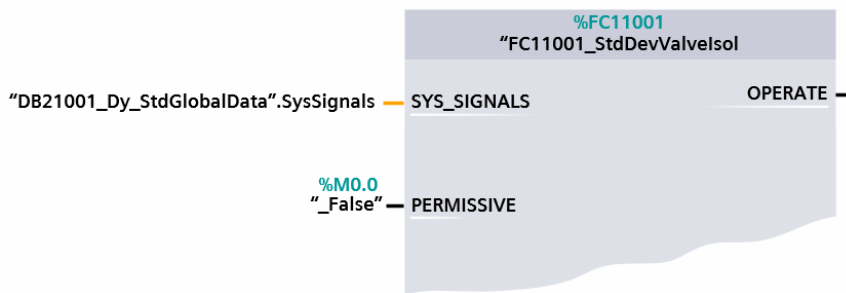 %FC11001
“FC11001_StdDevValveIsol
OPERATE
“DB21001_Dy_StdGlobalData”.SysSignals
SYS_SIGNALS
%M0.0
“_False”
PERMISSIVE